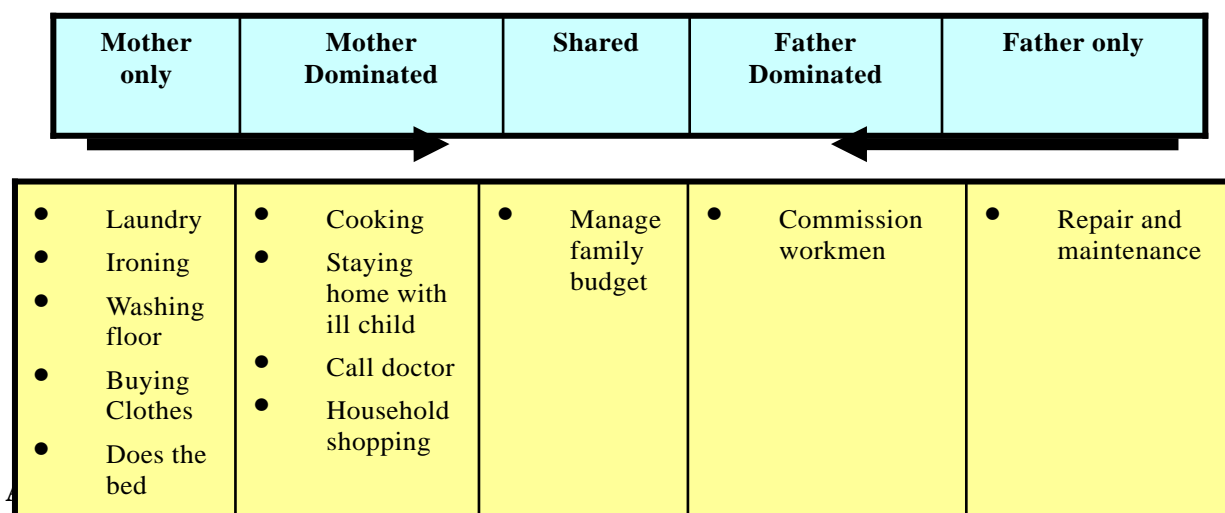 Mother only
Mother Dominated
Shared
Father Dominated
Father only
• Laundry
• Ironing
• Washing floor
• Buying Clothes
• Does the bed
• Cooking
• Staying home with ill child
• Call doctor
• Household shopping
• Manage family budget
• Commission workmen
• Repair and maintenance